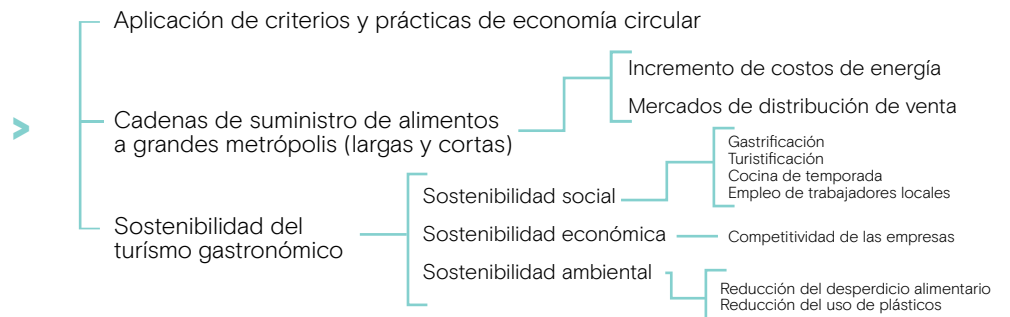 Aplicación de criterios y prácticas de economía circular
Cadenas de suministro de alimentos
a grandes metrópolis (largas y cortas)
Incremento de costos de energía
Mercados de distribución de venta
Sostenibilidad del
turísmo gastronómico
Sostenibilidad social
Gastrificación
Turistificación
Cocina de temporada
Empleo de trabajadores locales
Sostenibilidad económica
Competitividad de las empresas
Sostenibilidad ambiental
Reducción del desperdicio alimentario
Reducción del uso de plásticos